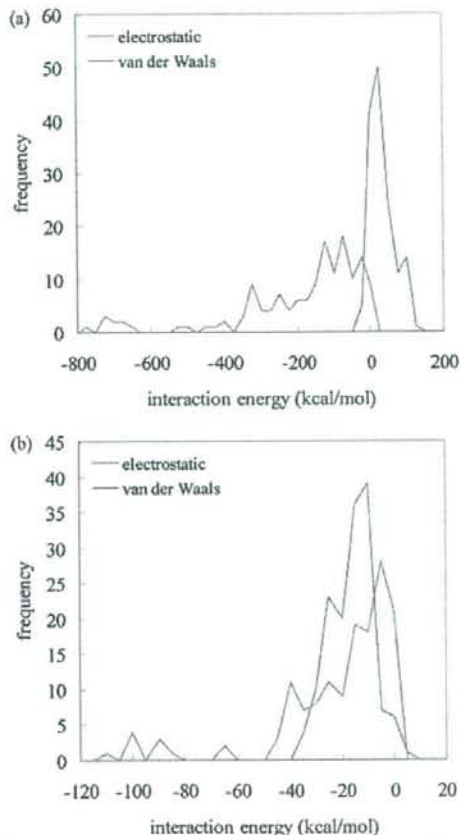 (a)
60
50
40
30
20
10
0
electrostatic
van der Waals
frequency
-800 -600 -400 -200 0 200
interaction energy (kcal/mol)
(b)
45
40
35
30
25
20
15
10
5
0
electrostatic
van der Waals
frequency
-120 -100 -80 -60 -40 -20 0 20
interaction energy (kcal/mol)